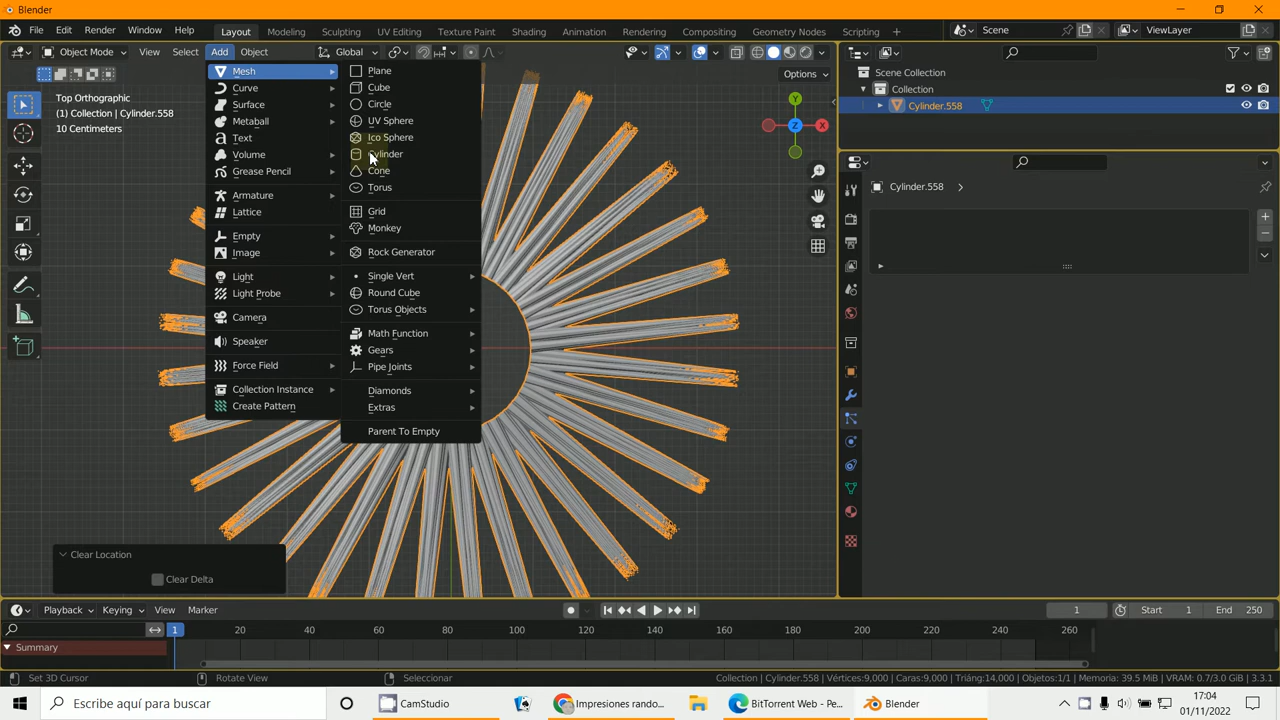 Blender
File Edit Render Window Help Layout Modeling Sculpting UV Editing Texture Paint Shading Animation Rendering Compositing Geometry Nodes Scripting Scene ViewLayer
Object Mode View Select Add Object Global
Options
Top Orthographic
(1) Collection | Cylinder.558
10 Centimeters
Mesh
Curve
Surface
Metaball
Text
Volume
Grease Pencil
Armature
Lattice
Empty
Image
Light
Light Probe
Camera
Speaker
Force Field
Collection Instance
Create Pattern
Plane
Cube
Circle
UV Sphere
Ico Sphere
Cylinder
Cone
Torus
Grid
Monkey
Rock Generator
Single Vert
Round Cube
Torus Objects
Math Function
Gears
Pipe Joints
Diamonds
Extras
Parent To Empty
Y
Z X
Scene Collection
Collection
Cylinder.558
Cylinder.558
Clear Location
Clear Delta
Playback Keying View Marker 1 Start 1 End 250
1 20 40 60 80 100 120 140 160 180 200 220 240 260
Summary
Set 3D Cursor Rotate View Seleccionar Collection | Cylinder.558 | Vértices:9,000 | Caras:9,000 | Triáng:14,000 | Objects:1/1 | Memory: 39.5 MiB | VRAM: 0.7/3.0 GiB | 3.3.1
Escribe aquí para buscar CamStudio Impresiones rando... BitTorrent Web - Pe... Blender
17:04
01/11/2022